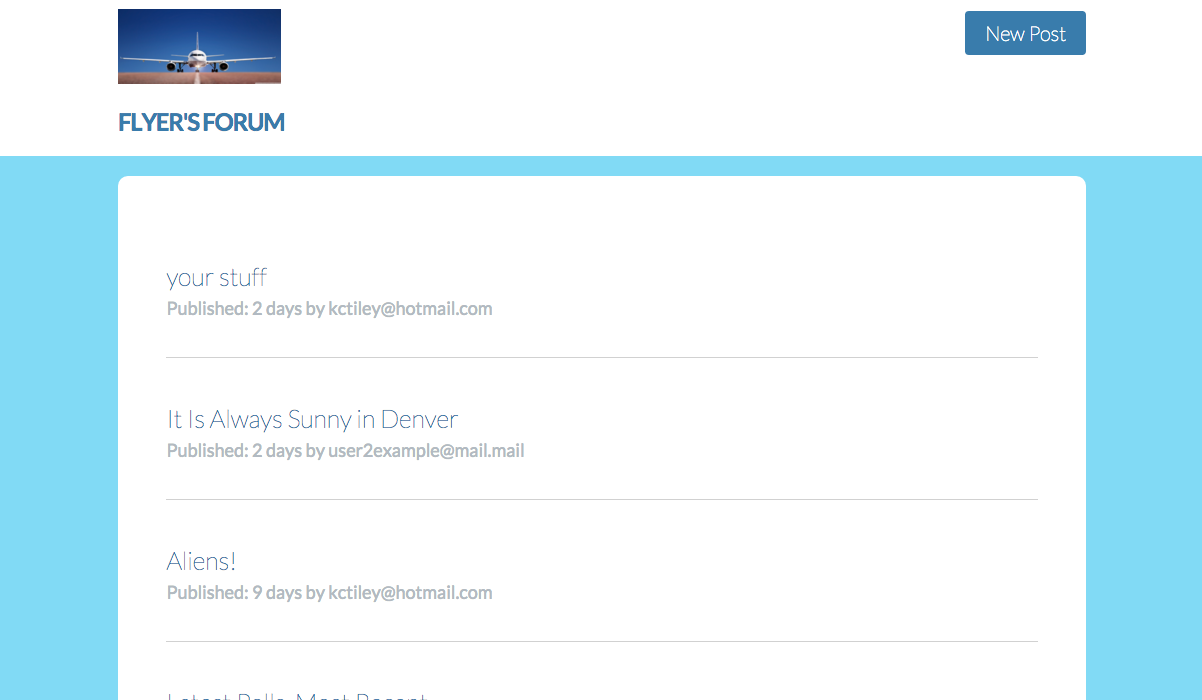 New Post
FLYER'S FORUM
your stuff
Published: 2 days by kctiley@hotmail.com
It Is Always Sunny in Denver
Published: 2 days by user2example@mail.mail
Aliens!
Published: 9 days by kctiley@hotmail.com